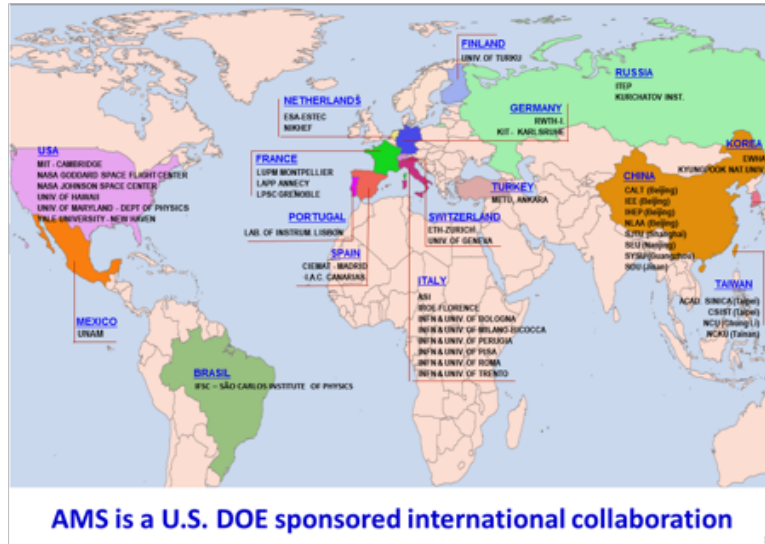 FINLAND
UNIV. OF TURKU
RUSSIA
ITEP
KURCHATOV INST.
NETHERLANDS
ESA-ESTEC
NIKHEF
GERMANY
RWTH-I.
KIT - KARLSRUHE
USA
MIT - CAMBRIDGE
NASA GODDARD SPACE FLIGHT CENTER
NASA JOHNSON SPACE CENTER
UNIV. OF HAWAII
UNIV. OF MARYLAND - DEPT OF PHYSICS
YALE UNIVERSITY - NEW HAVEN
FRANCE
LUPM MONTPELLIER
LAPP ANNECY
LPSC GRENOBLE
KOREA
EWHA
KYUNGPOOK NAT. UNIV.
CHINA
CALT (Beijing)
IEE (Beijing)
IHEP (Beijing)
NLAA (Beijing)
SJTU (Shanghai)
SEU (Nanjing)
SYSU (Guangzhou)
SDU (Jinan)
TURKEY
METU, ANKARA
PORTUGAL
LAB. OF INSTRUM. LISBON
SWITZERLAND
ETH-ZURICH
UNIV. OF GENEVA
SPAIN
CIEMAT - MADRID
I.A.C. CANARIAS
ITALY
ASI
IROE FLORENCE
INFN & UNIV. OF BOLOGNA
INFN & UNIV. OF MILANO-BICOCCA
INFN & UNIV. OF PERUGIA
INFN & UNIV. OF PISA
INFN & UNIV. OF ROMA
INFN & UNIV. OF TRENTO
TAIWAN
ACAD. SINICA (Taipei)
CSIST (Taipei)
NCU (Chung Li)
NCKU (Tainan)
MEXICO
UNAM
BRASIL
IFSC – SÃO CARLOS INSTITUTE OF PHYSICS
AMS is a U.S. DOE sponsored international collaboration